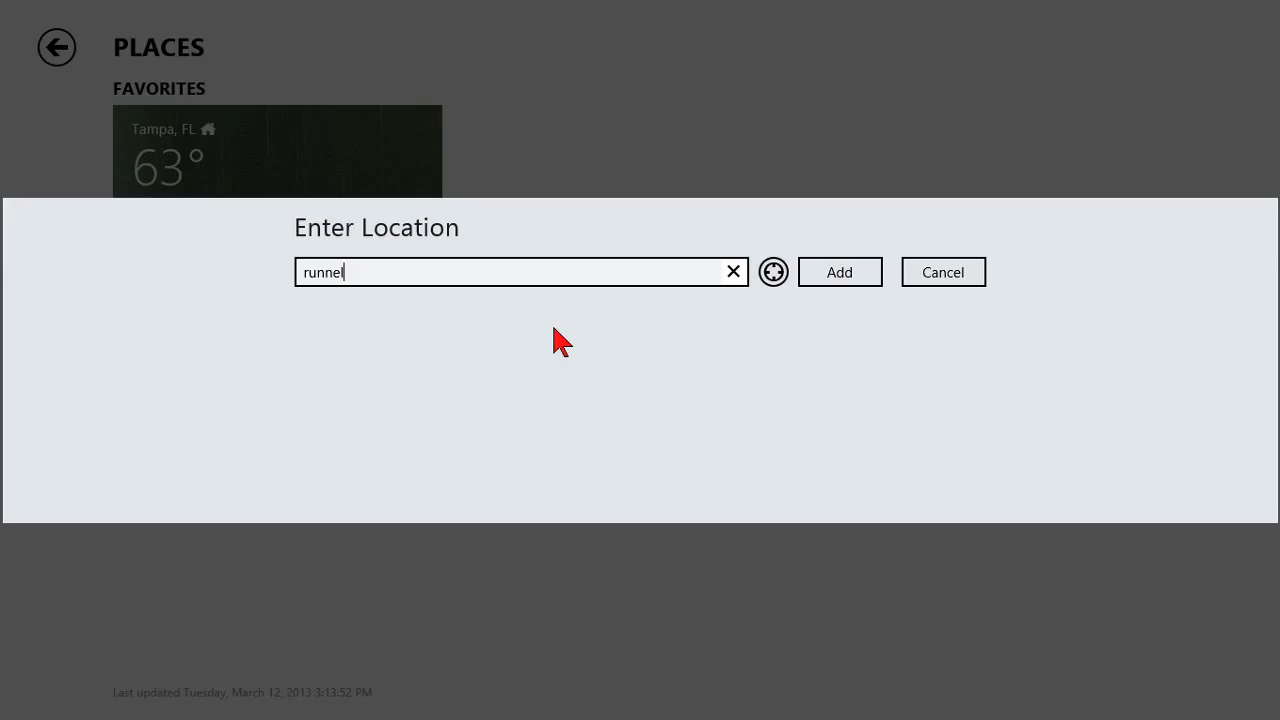 PLACES
FAVORITES
Tampa, FL
63°
Enter Location
runnel
Add
Cancel
Last updated Tuesday, March 12, 2013 3:13:52 PM